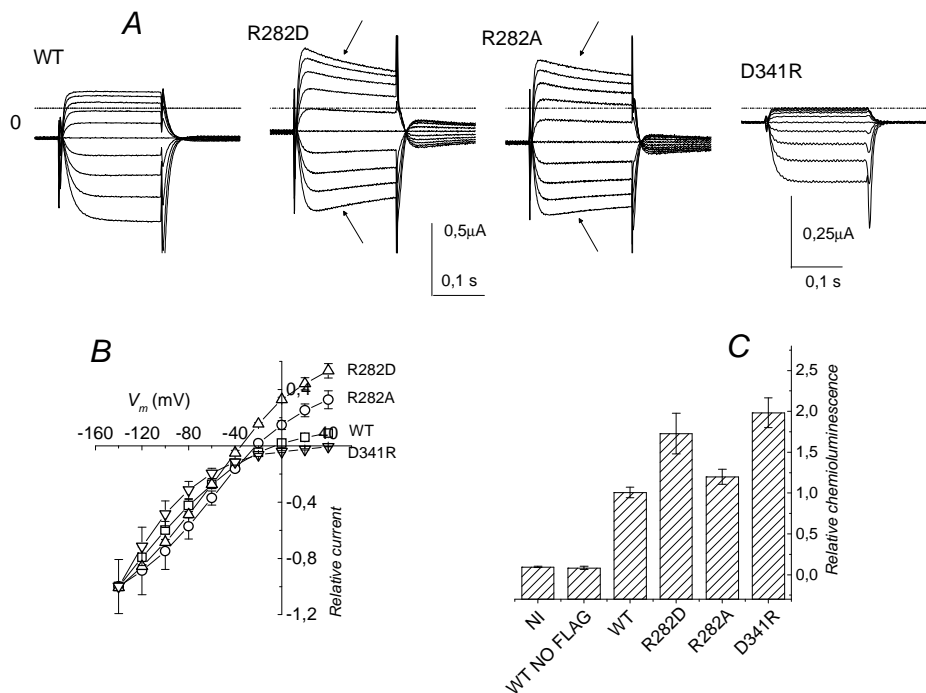 A
WT
R282D
R282A
D341R
0
0,5µA
0,1 s
0,25µA
0,1 s
B
Vm (mV)
-160 -120 -80 -40 40
0,4
-0,4
-0,8
-1,2
Relative current
R282D
R282A
WT
D341R
C
2,5
2,0
1,5
1,0
0,5
0,0
Relative chemioluminescence
NI
WT NO FLAG
WT
R282D
R282A
D341R